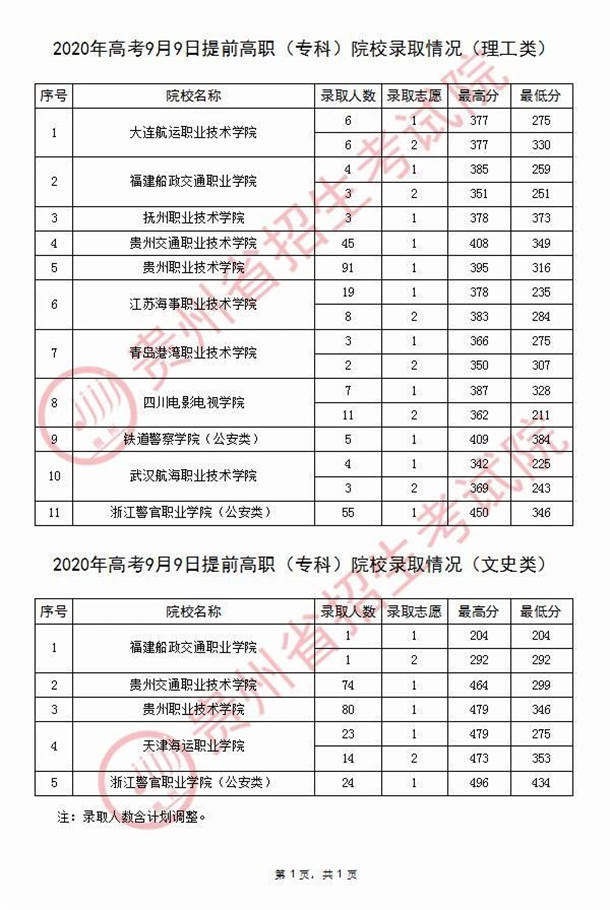 2020年高考9月9日提前高职（专科）院校录取情况（理工类）
序号 院校名称 录取人数 录取志愿 最高分 最低分
1 大连航运职业技术学院 6 1 377 275
6 2 377 330
2 福建船政交通职业学院 4 1 385 259
3 2 351 251
3 抚州职业技术学院 3 1 378 373
4 贵州交通职业技术学院 45 1 408 349
5 贵州职业技术学院 91 1 395 316
6 江苏海事职业技术学院 19 1 378 235
8 2 383 284
7 青岛港湾职业技术学院 3 1 366 275
2 2 350 307
8 四川电影电视学院 7 1 387 328
11 2 362 211
9 铁道警察学院（公安类） 5 1 409 384
10 武汉航海职业技术学院 4 1 342 225
3 2 369 243
11 浙江警官职业学院（公安类） 55 1 450 346
2020年高考9月9日提前高职（专科）院校录取情况（文史类）
序号 院校名称 录取人数 录取志愿 最高分 最低分
1 福建船政交通职业学院 1 1 204 204
1 2 292 292
2 贵州交通职业技术学院 74 1 464 299
3 贵州职业技术学院 80 1 479 346
4 天津海运职业学院 23 1 479 275
14 2 473 353
5 浙江警官职业学院（公安类） 24 1 496 434
注：录取人数含计划调整。
第 1 页，共 1 页
贵州省招生考试院
贵州省招生考试院